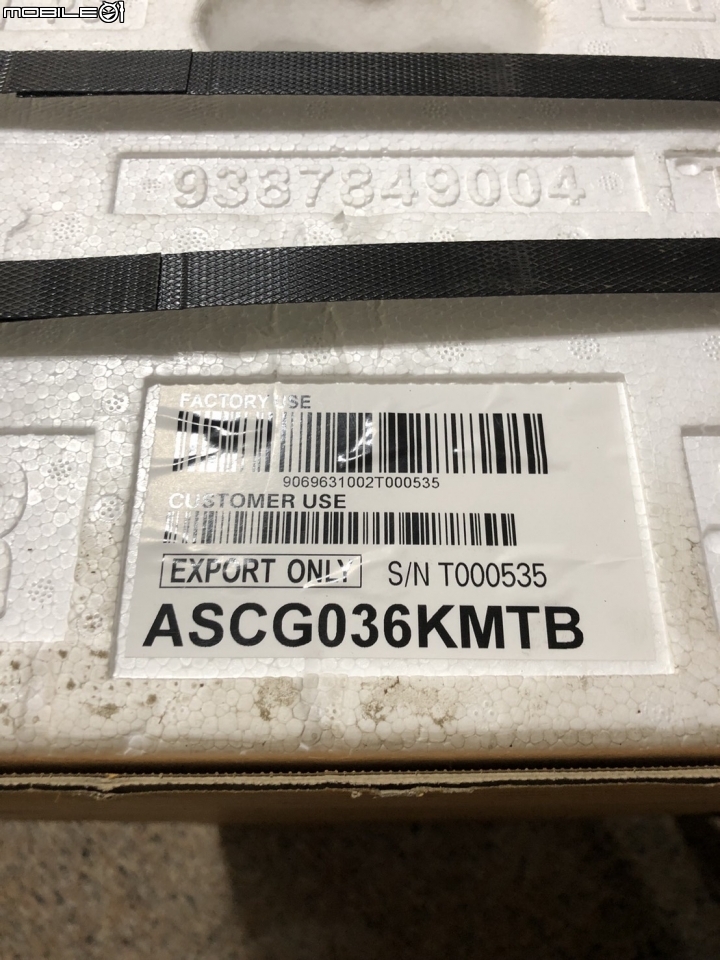 MOBILE01
9387849004
FACTORY USE
9069631002T000535
CUSTOMER USE
EXPORT ONLY S/N T000535
ASCG036KMTB